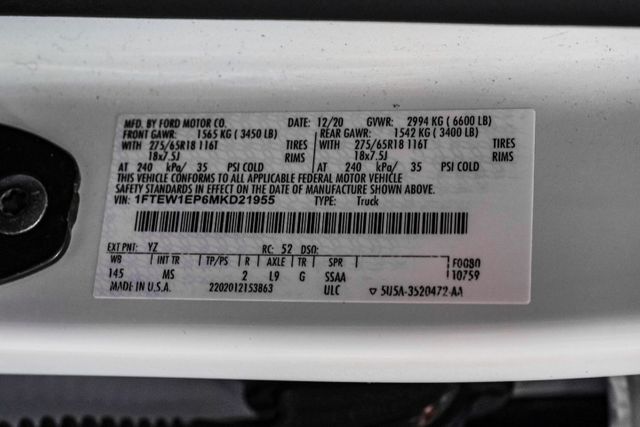 MFD. BY FORD MOTOR CO. 12/20 GVWR: 2994 KG ( 6600 LB)
FRONT GAWR: 1565 KG ( 3450 LB) REAR GAWR: 1542 KG ( 3400 LB)
WITH 275/65R18 116T TIRES WITH 275/65R18 116T TIRES
18x7.5J RIMS 18x7.5J RIMS
AT 240 kPa/ 35 PSI COLD AT 240 kPa/ 35 PSI COLD
THIS VEHICLE CONFORMS TO ALL APPLICABLE FEDERAL MOTOR VEHICLE
SAFETY STANDARDS IN EFFECT ON THE DATE OF MANUFACTURE SHOWN ABOVE.
VIN: 1FTEW1EP6MKD21955 TYPE: Truck
EXT PNT: YZ RC: 52 DSO:
WB INT TR TP/PS R AXLE TR SPR F0080
145 MS 2 L9 G SSAA 10759
MADE IN U.S.A. 2202012153863 ULC ▽ 5U5A-3520472-AA